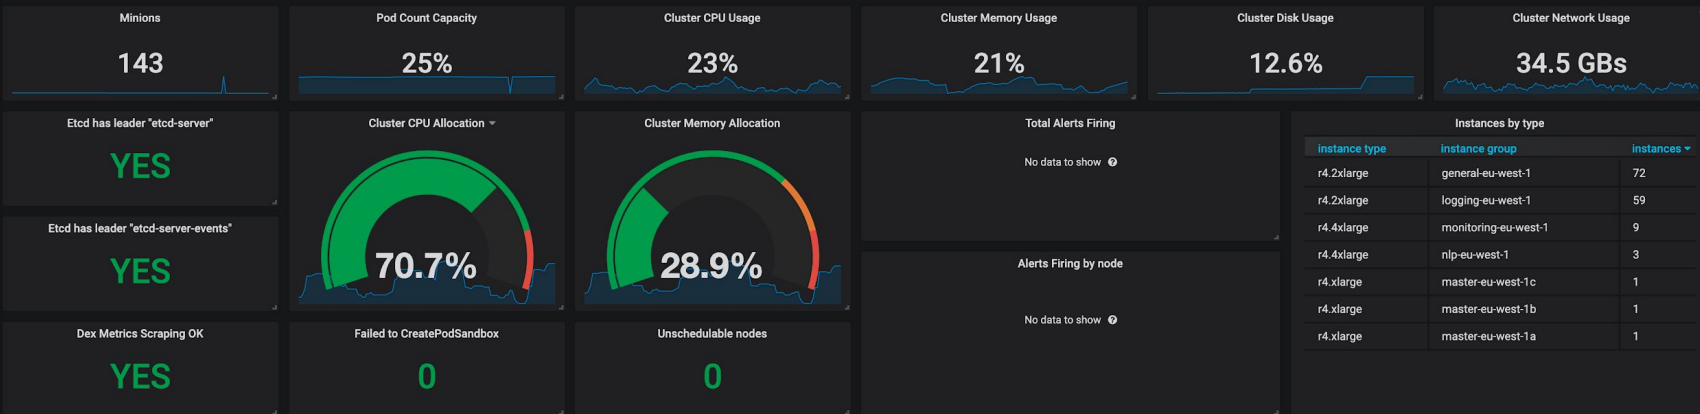 Minions
143
Pod Count Capacity
25%
Cluster CPU Usage
23%
Cluster Memory Usage
21%
Cluster Disk Usage
12.6%
Cluster Network Usage
34.5 GBs
Etcd has leader "etcd-server"
YES
Etcd has leader "etcd-server-events"
YES
Cluster CPU Allocation
70.7%
Cluster Memory Allocation
28.9%
Total Alerts Firing
No data to show ?
Alerts Firing by node
No data to show ?
Instances by type
instance type instance group instances
r4.2xlarge general-eu-west-1 72
r4.2xlarge logging-eu-west-1 59
r4.4xlarge monitoring-eu-west-1 9
r4.4xlarge nlp-eu-west-1 3
r4.xlarge master-eu-west-1c 1
r4.xlarge master-eu-west-1b 1
r4.xlarge master-eu-west-1a 1
Dex Metrics Scraping OK
YES
Failed to CreatePodSandbox
0
Unschedulable nodes
0